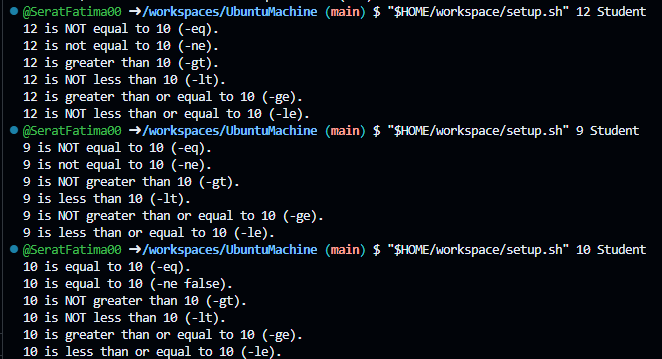 @SeratFatima00 ➜/workspaces/UbuntuMachine (main) $ "$HOME/workspace/setup.sh" 12 Student
12 is NOT equal to 10 (-eq).
12 is not equal to 10 (-ne).
12 is greater than 10 (-gt).
12 is NOT less than 10 (-lt).
12 is greater than or equal to 10 (-ge).
12 is NOT less than or equal to 10 (-le).
@SeratFatima00 ➜/workspaces/UbuntuMachine (main) $ "$HOME/workspace/setup.sh" 9 Student
9 is NOT equal to 10 (-eq).
9 is not equal to 10 (-ne).
9 is NOT greater than 10 (-gt).
9 is less than 10 (-lt).
9 is NOT greater than or equal to 10 (-ge).
9 is less than or equal to 10 (-le).
@SeratFatima00 ➜/workspaces/UbuntuMachine (main) $ "$HOME/workspace/setup.sh" 10 Student
10 is equal to 10 (-eq).
10 is equal to 10 (-ne false).
10 is NOT greater than 10 (-gt).
10 is NOT less than 10 (-lt).
10 is greater than or equal to 10 (-ge).
10 is less than or equal to 10 (-le).